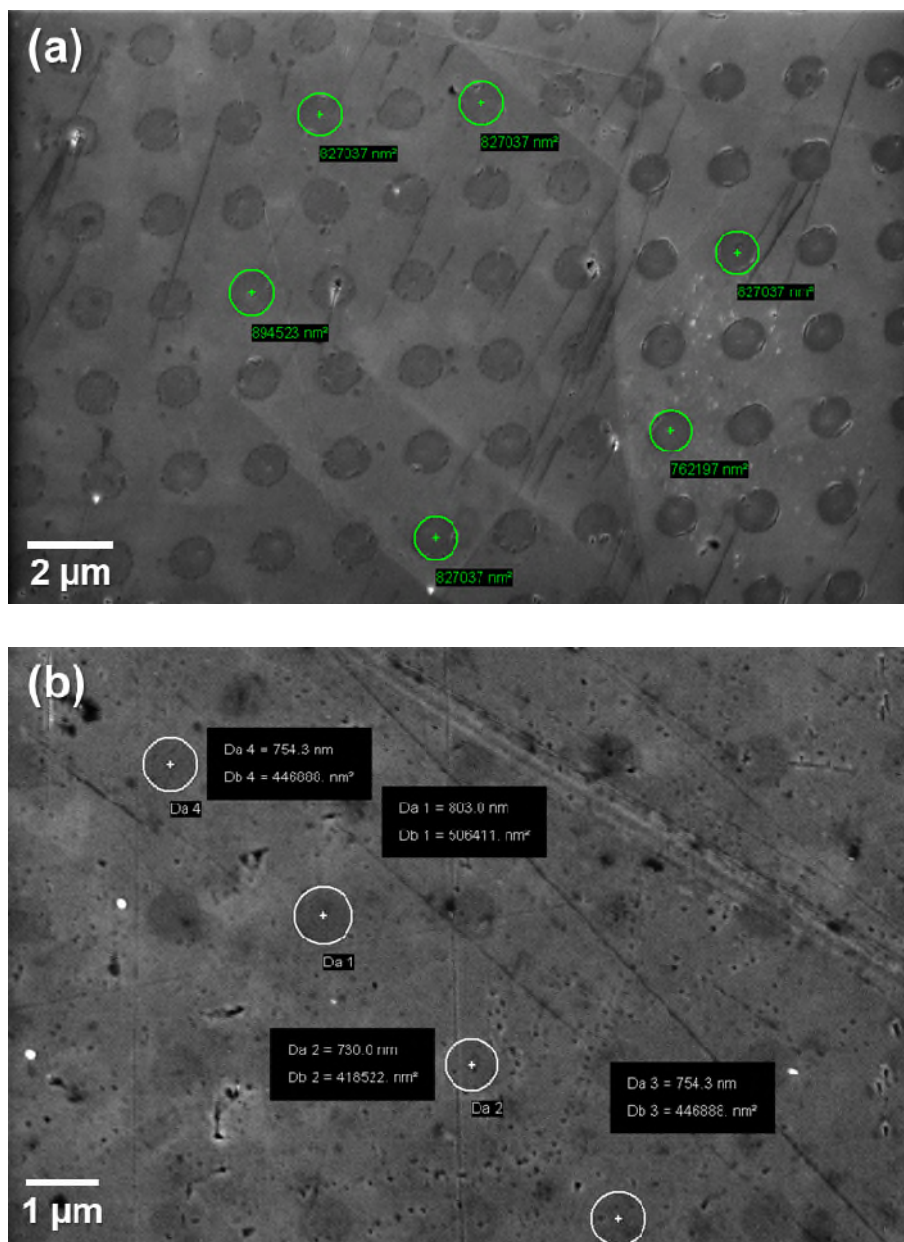 (a)
827037 nm²
827037 nm²
827037 nm²
894523 nm²
762197 nm²
827037 nm²
2 µm
(b)
Da 4 = 754.3 nm
Db 4 = 446888. nm²
Da 4
Da 1 = 803.0 nm
Db 1 = 506411. nm²
Da 1
Da 2 = 730.0 nm
Db 2 = 418522. nm²
Da 2
Da 3 = 754.3 nm
Db 3 = 446888. nm²
1 µm